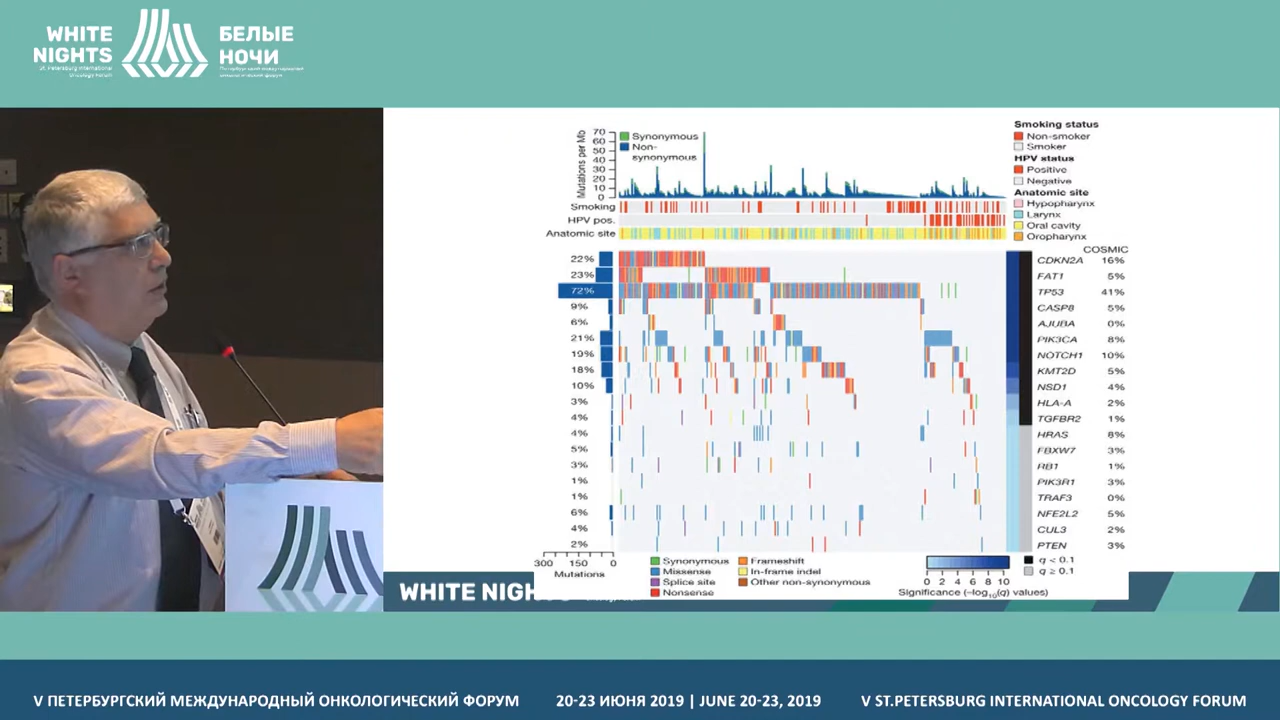 WHITE
NIGHTS
St. Petersburg International
Oncology Forum
БЕЛЫЕ
НОЧИ
Петербургский международный
онкологический форум
Mutations per Mb
70
60
50
40
30
20
10
0
Synonymous
Non-
synonymous
Smoking
HPV pos.
Anatomic site
Smoking status
Non-smoker
Smoker
HPV status
Positive
Negative
Anatomic site
Hypopharynx
Larynx
Oral cavity
Oropharynx
COSMIC
22% CDKN2A 16%
23% FAT1 5%
72% TP53 41%
9% CASP8 5%
6% AJUBA 0%
21% PIK3CA 8%
19% NOTCH1 10%
18% KMT2D 5%
10% NSD1 4%
3% HLA-A 2%
4% TGFBR2 1%
4% HRAS 8%
5% FBXW7 3%
3% RB1 1%
1% PIK3R1 3%
1% TRAF3 0%
6% NFE2L2 5%
4% CUL3 2%
2% PTEN 3%
300 150 0
Mutations
Synonymous
Missense
Splice site
Nonsense
Frameshift
In-frame indel
Other non-synonymous
0 2 4 6 8 10
Significance (–log10(q) values)
q < 0.1
q ≥ 0.1
WHITE NIGH
V ПЕТЕРБУРГСКИЙ МЕЖДУНАРОДНЫЙ ОНКОЛОГИЧЕСКИЙ ФОРУМ
20-23 ИЮНЯ 2019 | JUNE 20-23, 2019
V ST.PETERSBURG INTERNATIONAL ONCOLOGY FORUM